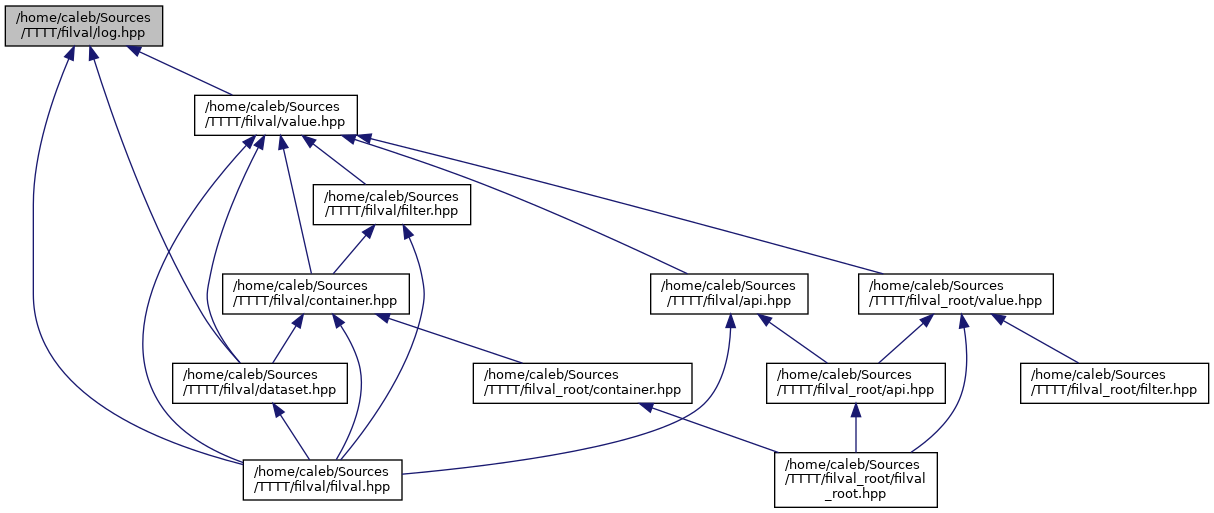 /home/caleb/Sources
/TTTT/filval/log.hpp
/home/caleb/Sources
/TTTT/filval/value.hpp
/home/caleb/Sources
/TTTT/filval/filter.hpp
/home/caleb/Sources
/TTTT/filval/container.hpp
/home/caleb/Sources
/TTTT/filval/api.hpp
/home/caleb/Sources
/TTTT/filval_root/value.hpp
/home/caleb/Sources
/TTTT/filval/dataset.hpp
/home/caleb/Sources
/TTTT/filval_root/container.hpp
/home/caleb/Sources
/TTTT/filval_root/api.hpp
/home/caleb/Sources
/TTTT/filval_root/filter.hpp
/home/caleb/Sources
/TTTT/filval/filval.hpp
/home/caleb/Sources
/TTTT/filval_root/filval
_root.hpp